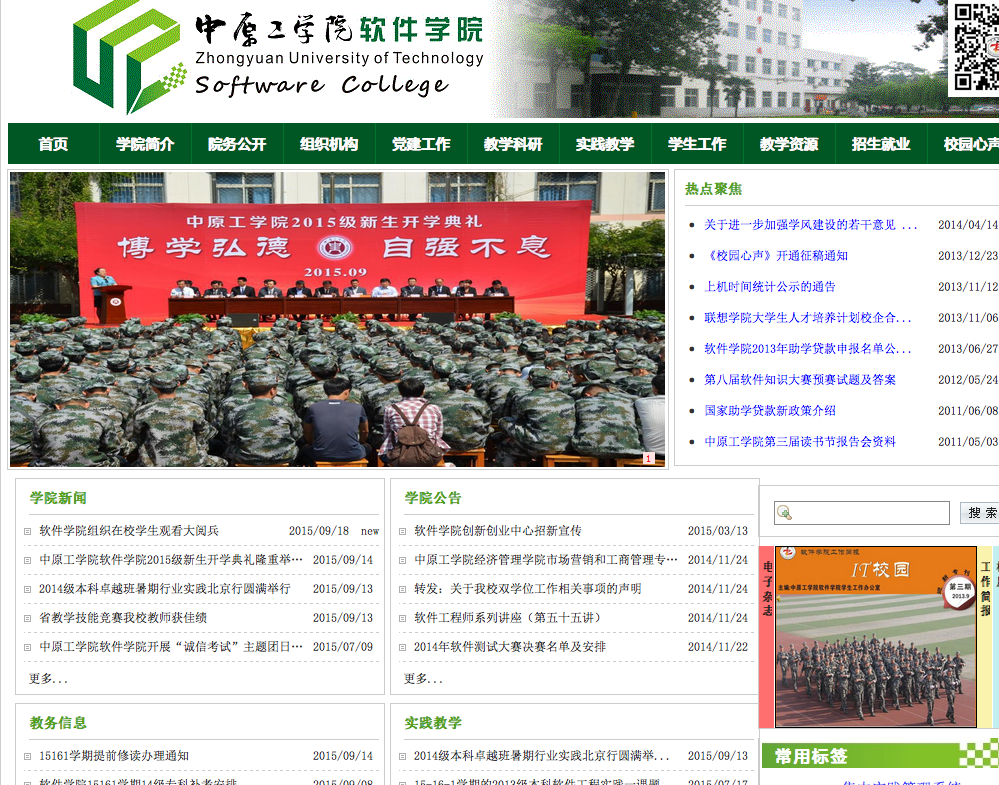 中原工学院软件学院
Zhongyuan University of Technology
Software College
首页 学院简介 院务公开 组织机构 党建工作 教学科研 实践教学 学生工作 教学资源 招生就业 校园心声
中原工学院2015级新生开学典礼
博学弘德 自强不息
2015.09
1
热点聚焦
关于进一步加强学风建设的若干意见 ... 2014/04/14
《校园心声》开通征稿通知 2013/12/23
上机时间统计公示的通告 2013/11/12
联想学院大学生人才培养计划校企合... 2013/11/06
软件学院2013年助学贷款申报名单公... 2013/06/27
第八届软件知识大赛预赛试题及答案 2012/05/24
国家助学贷款新政策介绍 2011/06/08
中原工学院第三届读书节报告会资料 2011/05/03
学院新闻
软件学院组织在校学生观看大阅兵 2015/09/18 new
中原工学院软件学院2015级新生开学典礼隆重举… 2015/09/14
2014级本科卓越班暑期行业实践北京行圆满举行 2015/09/13
省教学技能竞赛我校教师获佳绩 2015/09/13
中原工学院软件学院开展“诚信考试”主题团日… 2015/07/09
更多...
学院公告
软件学院创新创业中心招新宣传 2015/03/13
中原工学院经济管理学院市场营销和工商管理专… 2014/11/24
转发：关于我校双学位工作相关事项的声明 2014/11/24
软件工程师系列讲座（第五十五讲） 2014/11/24
2014年软件测试大赛决赛名单及安排 2014/11/22
更多...
搜 索
电子杂志
软件学院工作简报
IT校园
主编:中原工学院软件学院学生工作办公室
第三期
2013.9
工作简报
教务信息
15161学期提前修读办理通知 2015/09/14
软件学院15161学期14级专科补考安排 2015/09/08
实践教学
2014级本科卓越班暑期行业实践北京行圆满举... 2015/09/13
15-16-1学期的2013级本科软件工程实践一课题... 2015/07/17
常用标签
集中实践管理系统